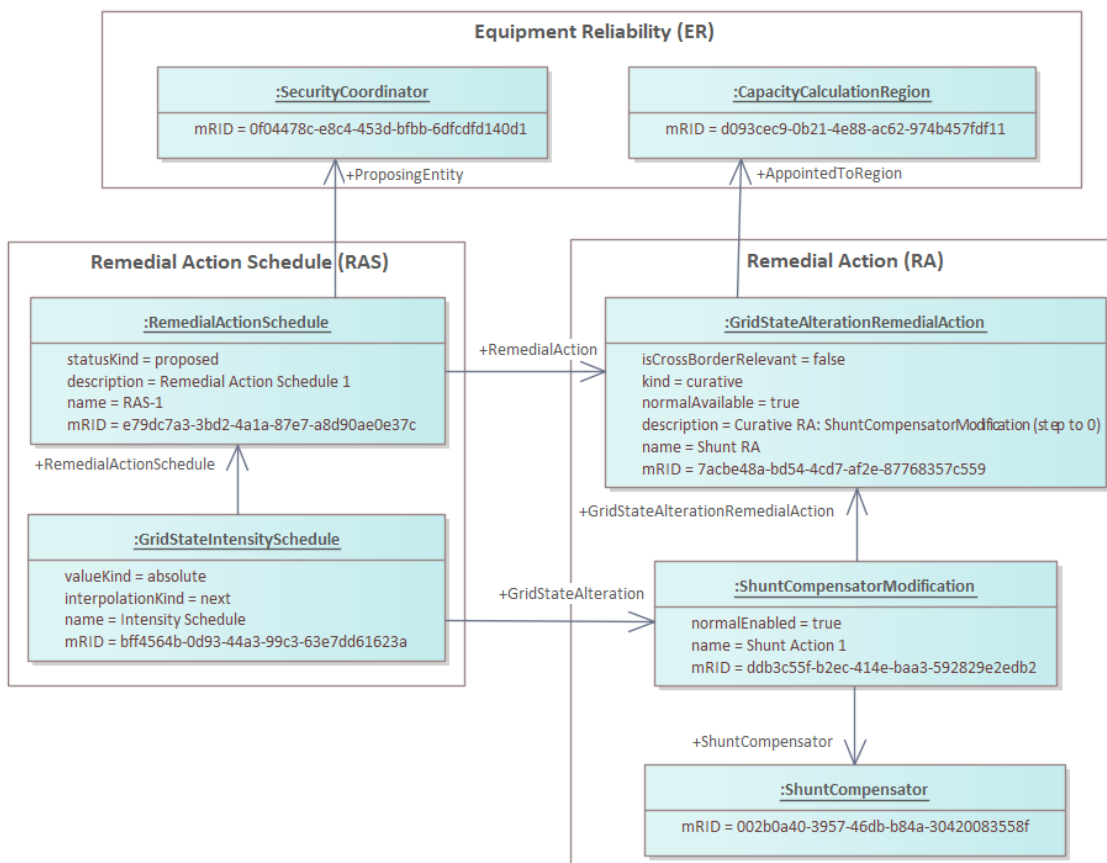 Equipment Reliability (ER)
:SecurityCoordinator
mRID = 0f04478c-e8c4-453d-bfbb-6dfcdfd140d1
:CapacityCalculationRegion
mRID = d093cec9-0b21-4e88-ac62-974b457fdf11
+ProposingEntity
+AppointedToRegion
Remedial Action Schedule (RAS)
:RemedialActionSchedule
statusKind = proposed
description = Remedial Action Schedule 1
name = RAS-1
mRID = e79dc7a3-3bd2-4a1a-87e7-a8d90ae0e37c
+RemedialAction
+RemedialActionSchedule
:GridStateIntensitySchedule
valueKind = absolute
interpolationKind = next
name = Intensity Schedule
mRID = bff4564b-0d93-44a3-99c3-63e7dd61623a
+GridStateAlteration
Remedial Action (RA)
:GridStateAlterationRemedialAction
isCrossBorderRelevant = false
kind = curative
normalAvailable = true
description = Curative RA: ShuntCompensatorModification (step to 0)
name = Shunt RA
mRID = 7acbe48a-bd54-4cd7-af2e-87768357c559
+GridStateAlterationRemedialAction
:ShuntCompensatorModification
normalEnabled = true
name = Shunt Action 1
mRID = ddb3c55f-b2ec-414e-baa3-592829e2edb2
+ShuntCompensator
:ShuntCompensator
mRID = 002b0a40-3957-46db-b84a-30420083558f